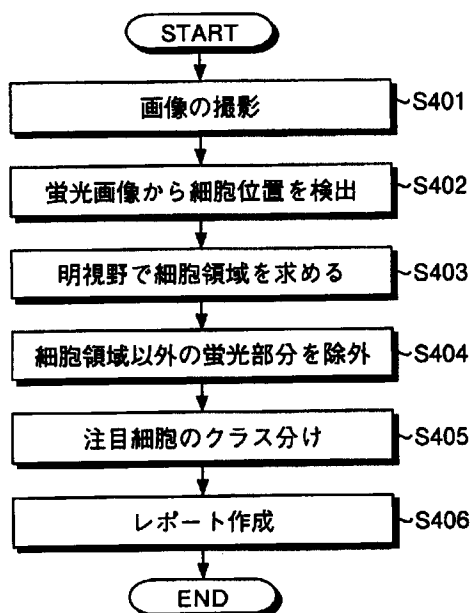 START
画像の撮影 S401
蛍光画像から細胞位置を検出 S402
明視野で細胞領域を求める S403
細胞領域以外の蛍光部分を除外 S404
注目細胞のクラス分け S405
レポート作成 S406
END